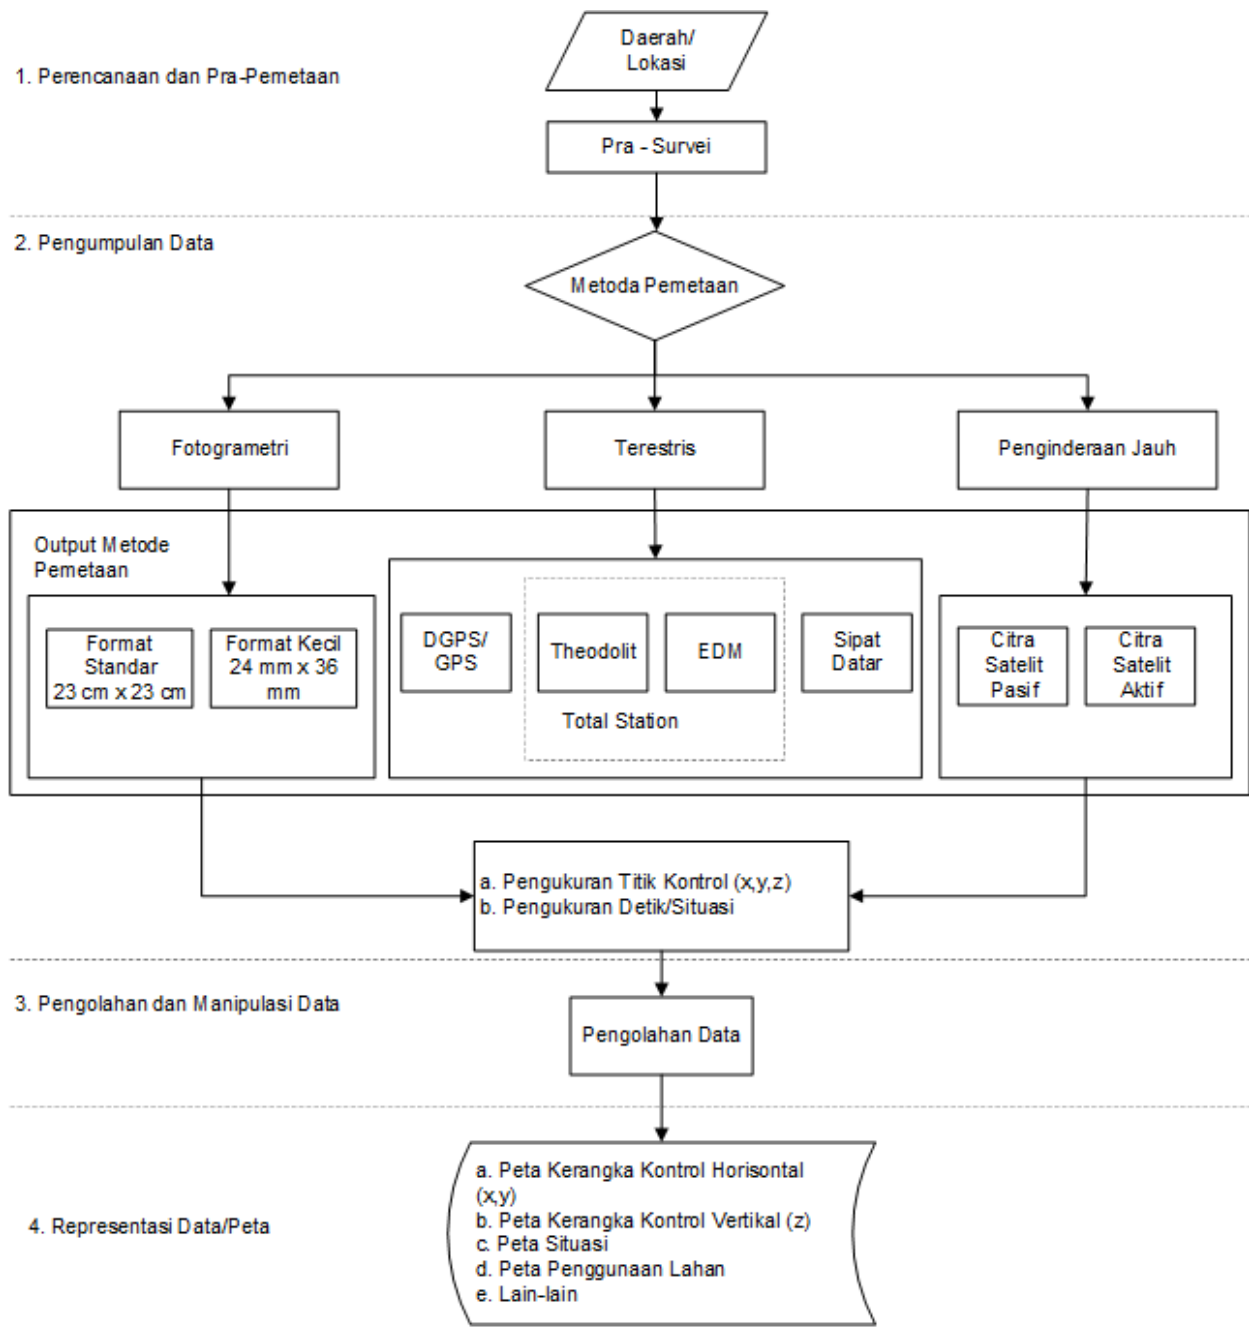 Daerah/
Lokasi
1. Perencanaan dan Pra-Pemetaan
Pra - Survei
2. Pengumpulan Data
Metoda Pemetaan
Fotogrametri
Terestris
Penginderaan Jauh
Output Metode
Pemetaan
Format
Standar
23 cm x 23 cm
Format Kecil
24 mm x 36
mm
DGPS/
GPS
Theodolit
EDM
Total Station
Sipat
Datar
Citra
Satelit
Pasif
Citra
Satelit
Aktif
a. Pengukuran Titik Kontrol (x,y,z)
b. Pengukuran Detik/Situasi
3. Pengolahan dan Manipulasi Data
Pengolahan Data
4. Representasi Data/Peta
a. Peta Kerangka Kontrol Horisontal
(x,y)
b. Peta Kerangka Kontrol Vertikal (z)
c. Peta Situasi
d. Peta Penggunaan Lahan
e. Lain-lain